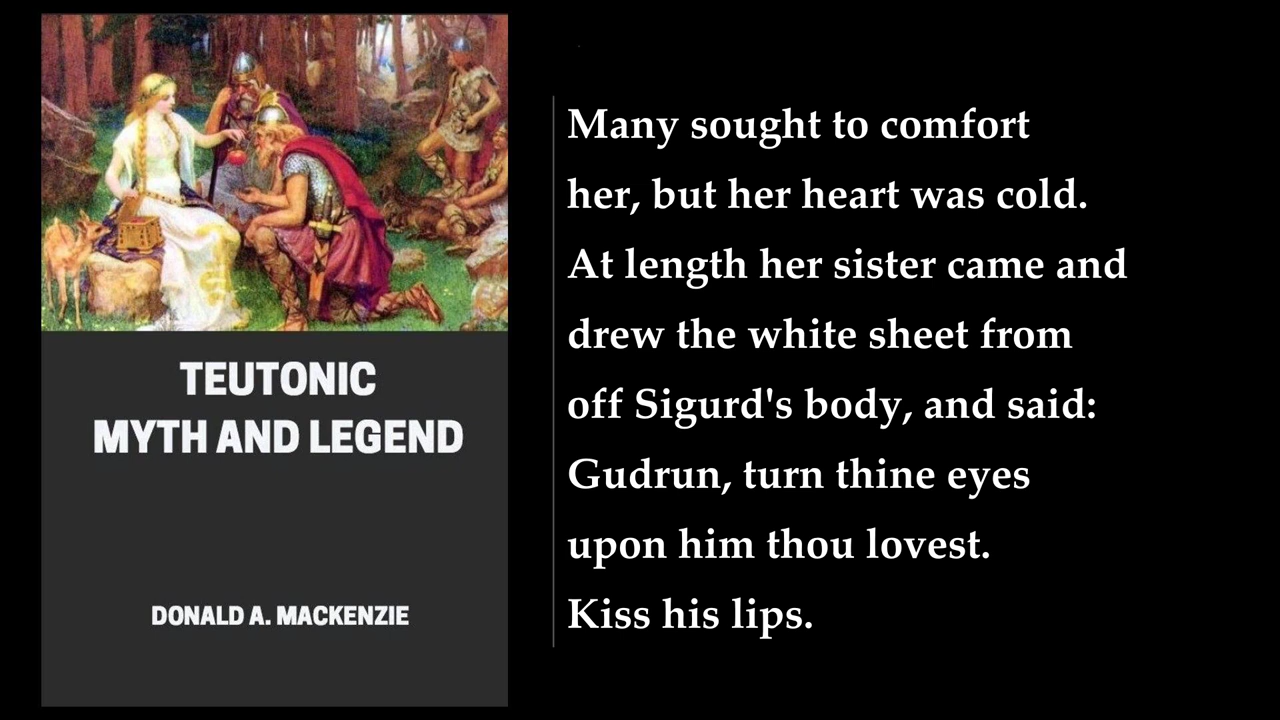 TEUTONIC
MYTH AND LEGEND
DONALD A. MACKENZIE
Many sought to comfort
her, but her heart was cold.
At length her sister came and
drew the white sheet from
off Sigurd's body, and said:
Gudrun, turn thine eyes
upon him thou lovest.
Kiss his lips.